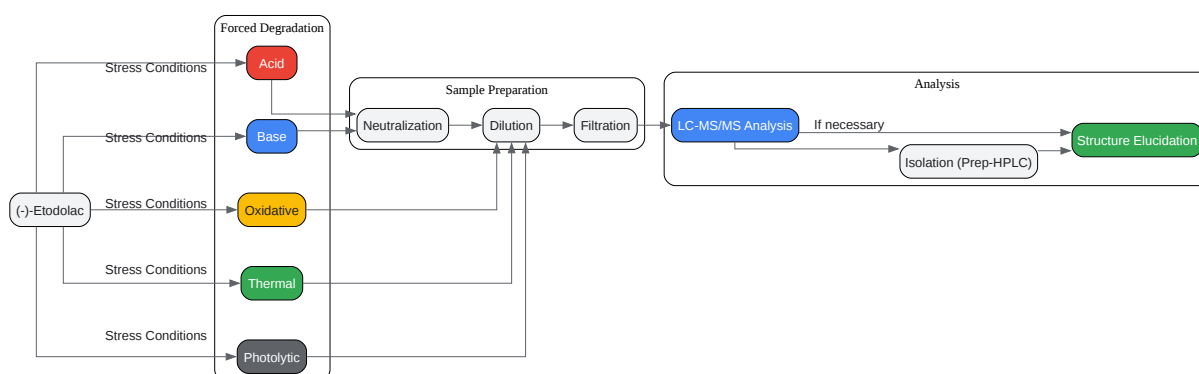 Forced Degradation
Stress Conditions
Acid
Sample Preparation
Analysis
Stress Conditions
Base
Neutralization
Dilution
Filtration
LC-MS/MS Analysis
If necessary
Structure Elucidation
Isolation (Prep-HPLC)
(-)-Etodolac
Stress Conditions
Oxidative
Stress Conditions
Thermal
Stress Conditions
Photolytic